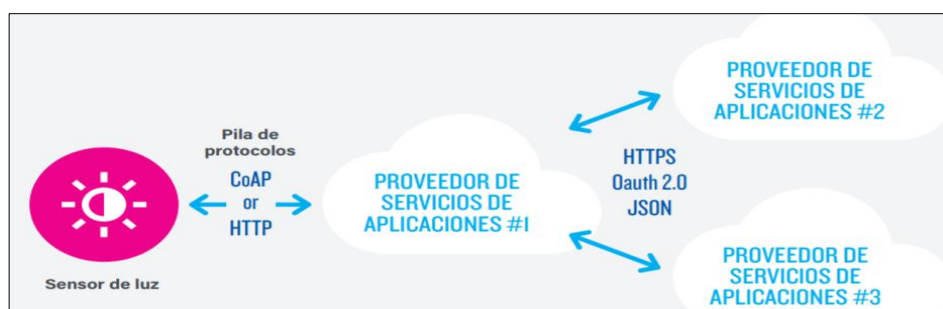 Pila de
protocolos
CoAP
or
HTTP
Sensor de luz
PROVEEDOR DE
SERVICIOS DE
APLICACIONES #1
HTTPS
Oauth 2.0
JSON
PROVEEDOR DE
SERVICIOS DE
APLICACIONES #2
PROVEEDOR DE
SERVICIOS DE
APLICACIONES #3